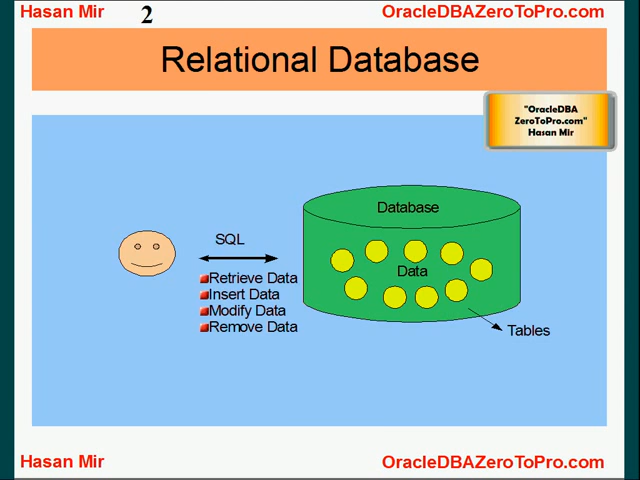 Hasan Mir 2 OracleDBAZeroToPro.com
Relational Database
"OracleDBA
ZeroToPro.com"
Hasan Mir
Database
SQL
Data
Retrieve Data
Insert Data
Modify Data
Remove Data
Tables
Hasan Mir OracleDBAZeroToPro.com